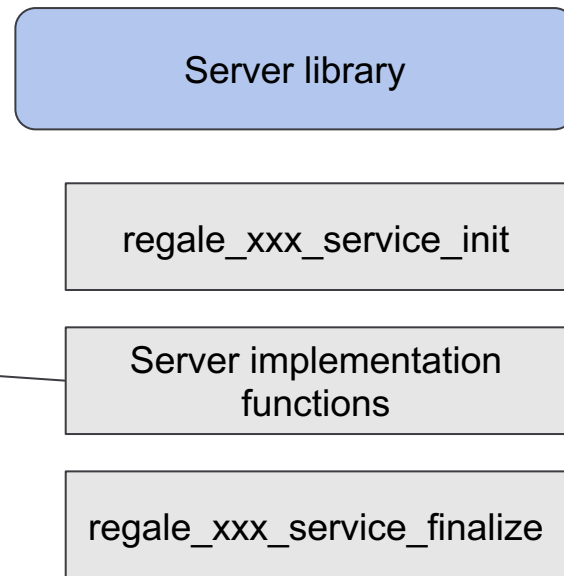 Server library
regale_xxx_service_init
Server implementation
functions
regale_xxx_service_finalize